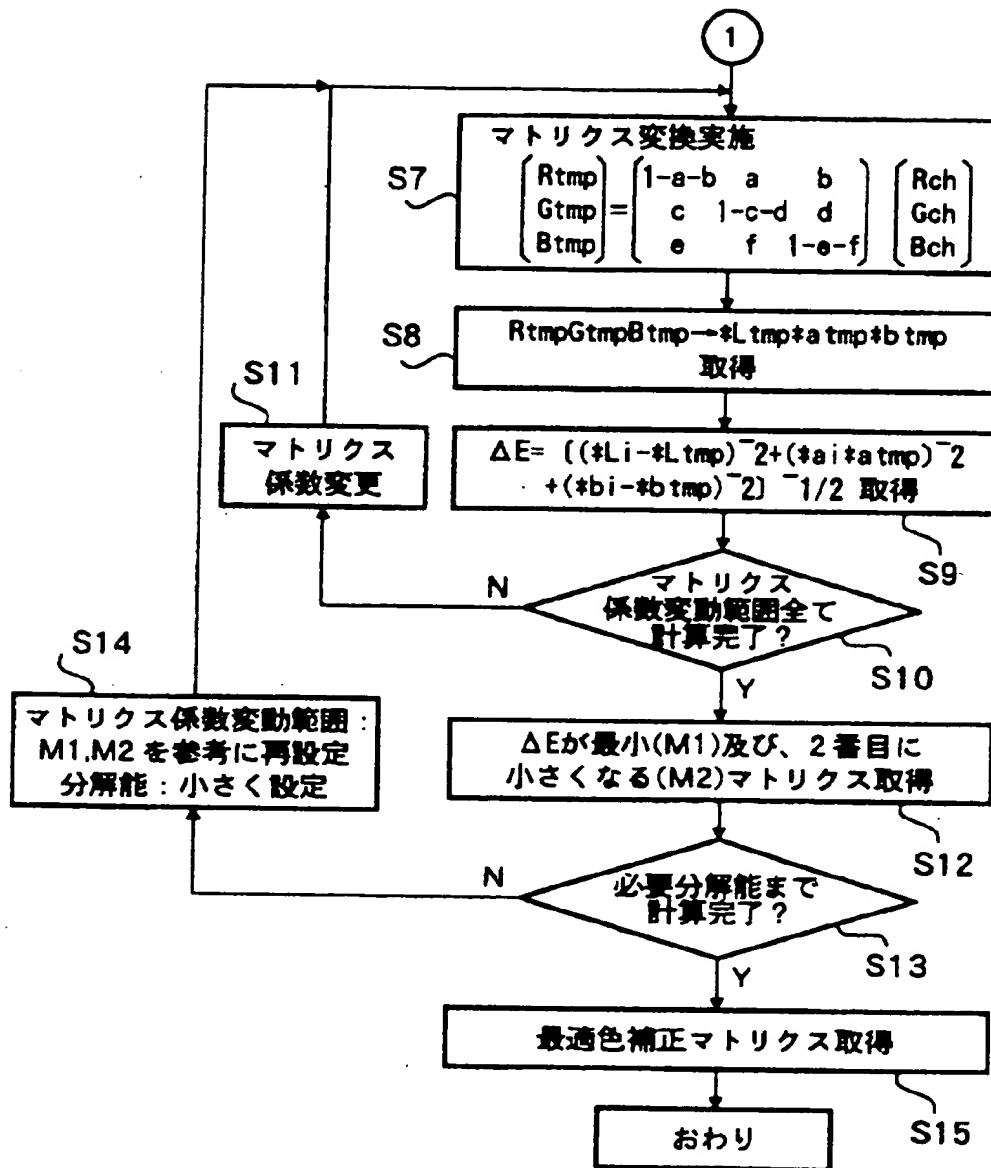 1
マトリクス変換実施
S7
Rtmp 1-a-b a b Rch
Gtmp = c 1-c-d d Gch
Btmp e f 1-e-f Bch
S8
RtmpGtmpBtmp→*Ltmp*atmp*btmp
取得
S11
マトリクス
係数変更
ΔE= [((*Li-*Ltmp)¯2+(*ai*atmp)¯2
+(*bi-*btmp)¯2] ¯1/2 取得
S9
N
マトリクス
係数変動範囲全て
計算完了?
S10
Y
S14
マトリクス係数変動範囲:
M1,M2 を参考に再設定
分解能:小さく設定
ΔEが最小(M1)及び、2番目に
小さくなる(M2)マトリクス取得
S12
N
必要分解能まで
計算完了?
S13
Y
最適色補正マトリクス取得
S15
おわり